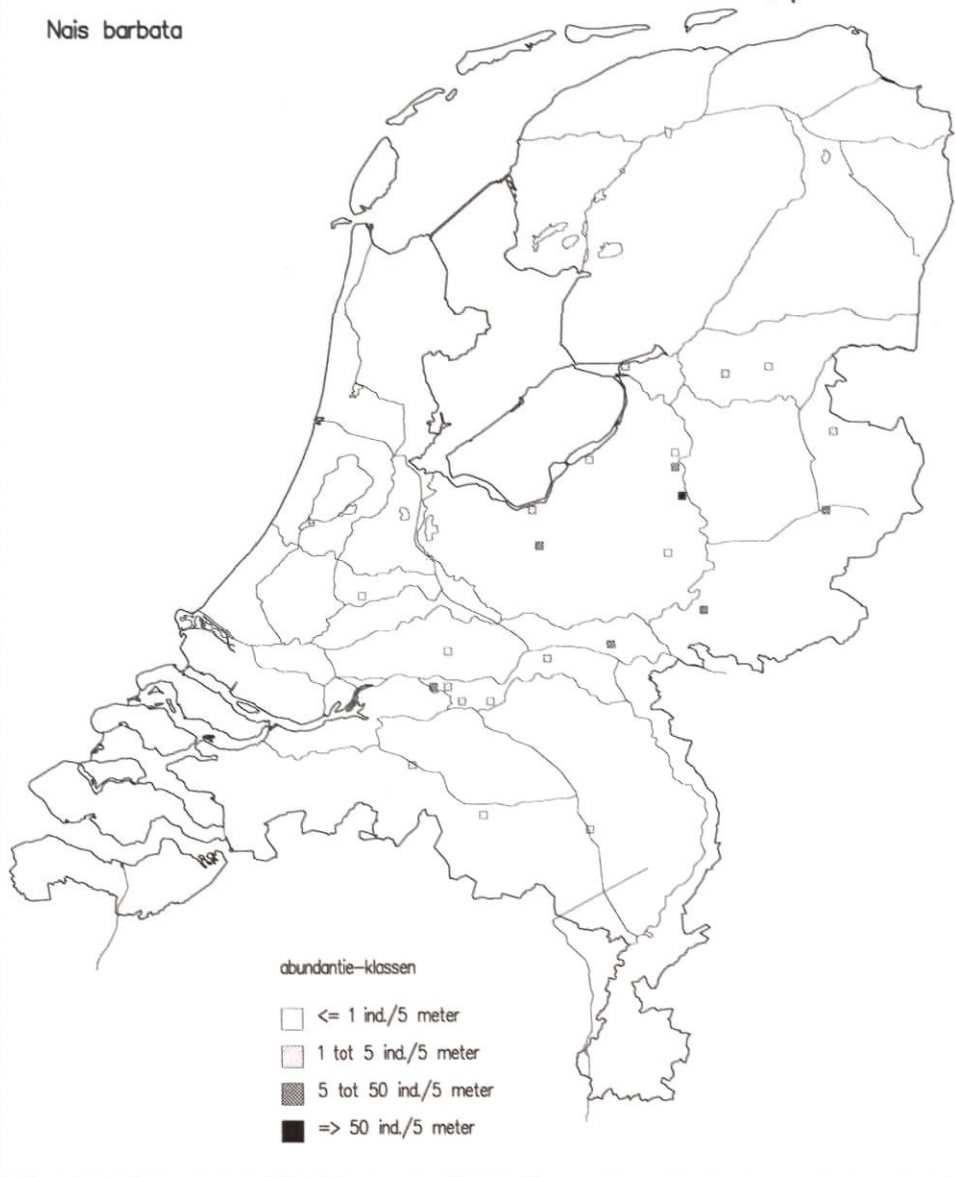 Nais barbata
abundantie-klassen
<= 1 ind./5 meter
1 tot 5 ind./5 meter
5 tot 50 ind./5 meter
=> 50 ind./5 meter